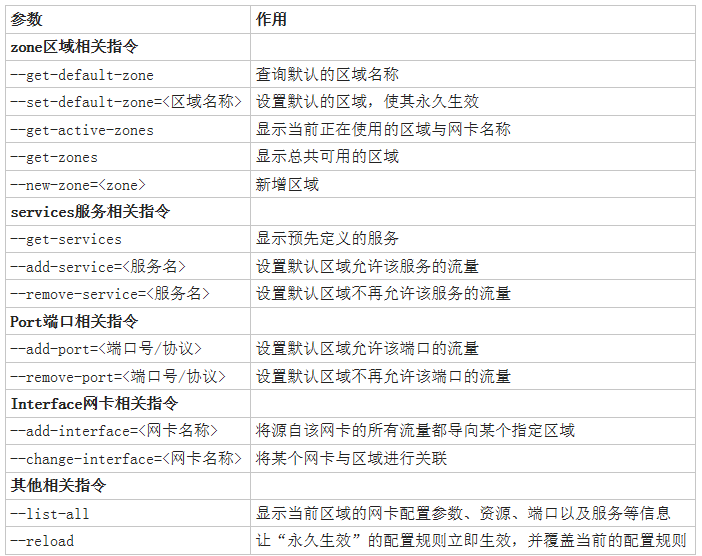 参数 作用
zone区域相关指令
--get-default-zone 查询默认的区域名称
--set-default-zone=<区域名称> 设置默认的区域，使其永久生效
--get-active-zones 显示当前正在使用的区域与网卡名称
--get-zones 显示总共可用的区域
--new-zone=<zone> 新增区域
services服务相关指令
--get-services 显示预先定义的服务
--add-service=<服务名> 设置默认区域允许该服务的流量
--remove-service=<服务名> 设置默认区域不再允许该服务的流量
Port端口相关指令
--add-port=<端口号/协议> 设置默认区域允许该端口的流量
--remove-port=<端口号/协议> 设置默认区域不再允许该端口的流量
Interface网卡相关指令
--add-interface=<网卡名称> 将源自该网卡的所有流量都导向某个指定区域
--change-interface=<网卡名称> 将某个网卡与区域进行关联
其他相关指令
--list-all 显示当前区域的网卡配置参数、资源、端口以及服务等信息
--reload 让“永久生效”的配置规则立即生效，并覆盖当前的配置规则